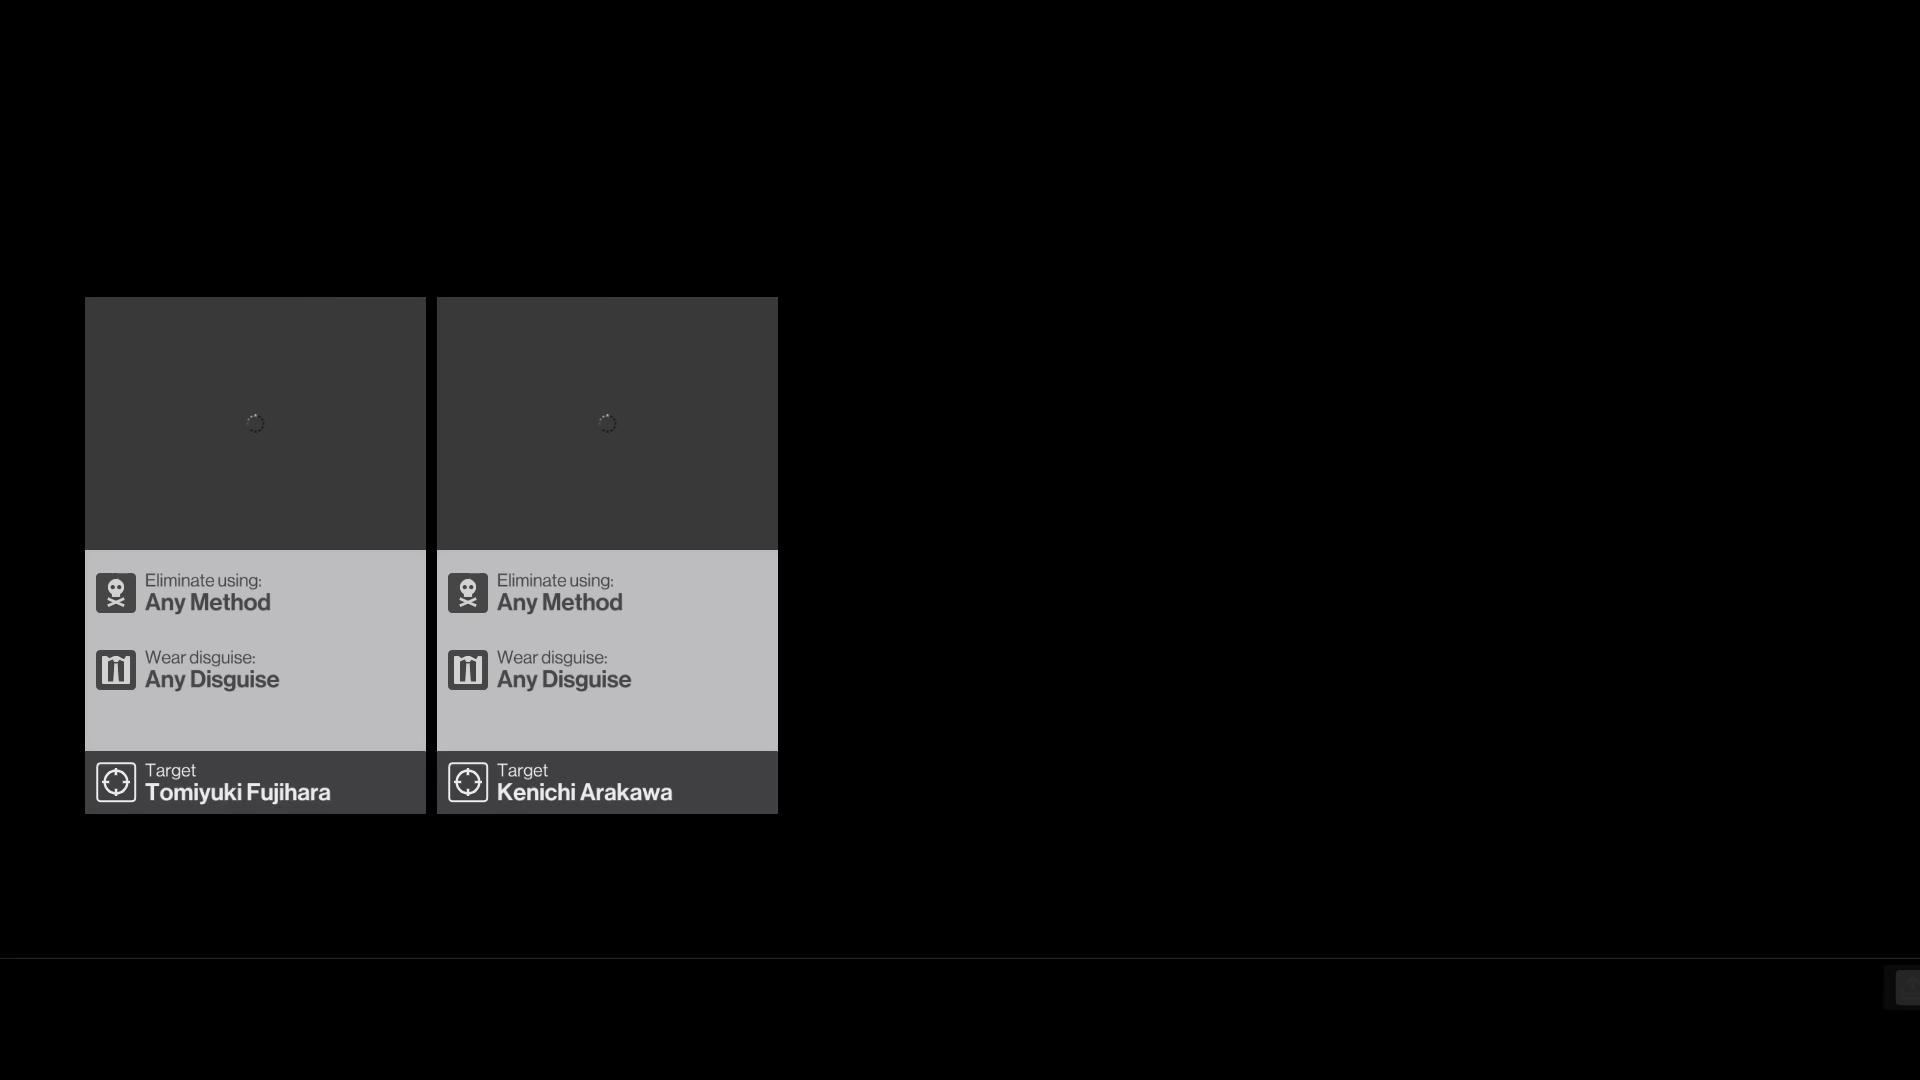 Eliminate using:
Any Method
Wear disguise:
Any Disguise
Target
Tomiyuki Fujihara
Eliminate using:
Any Method
Wear disguise:
Any Disguise
Target
Kenichi Arakawa